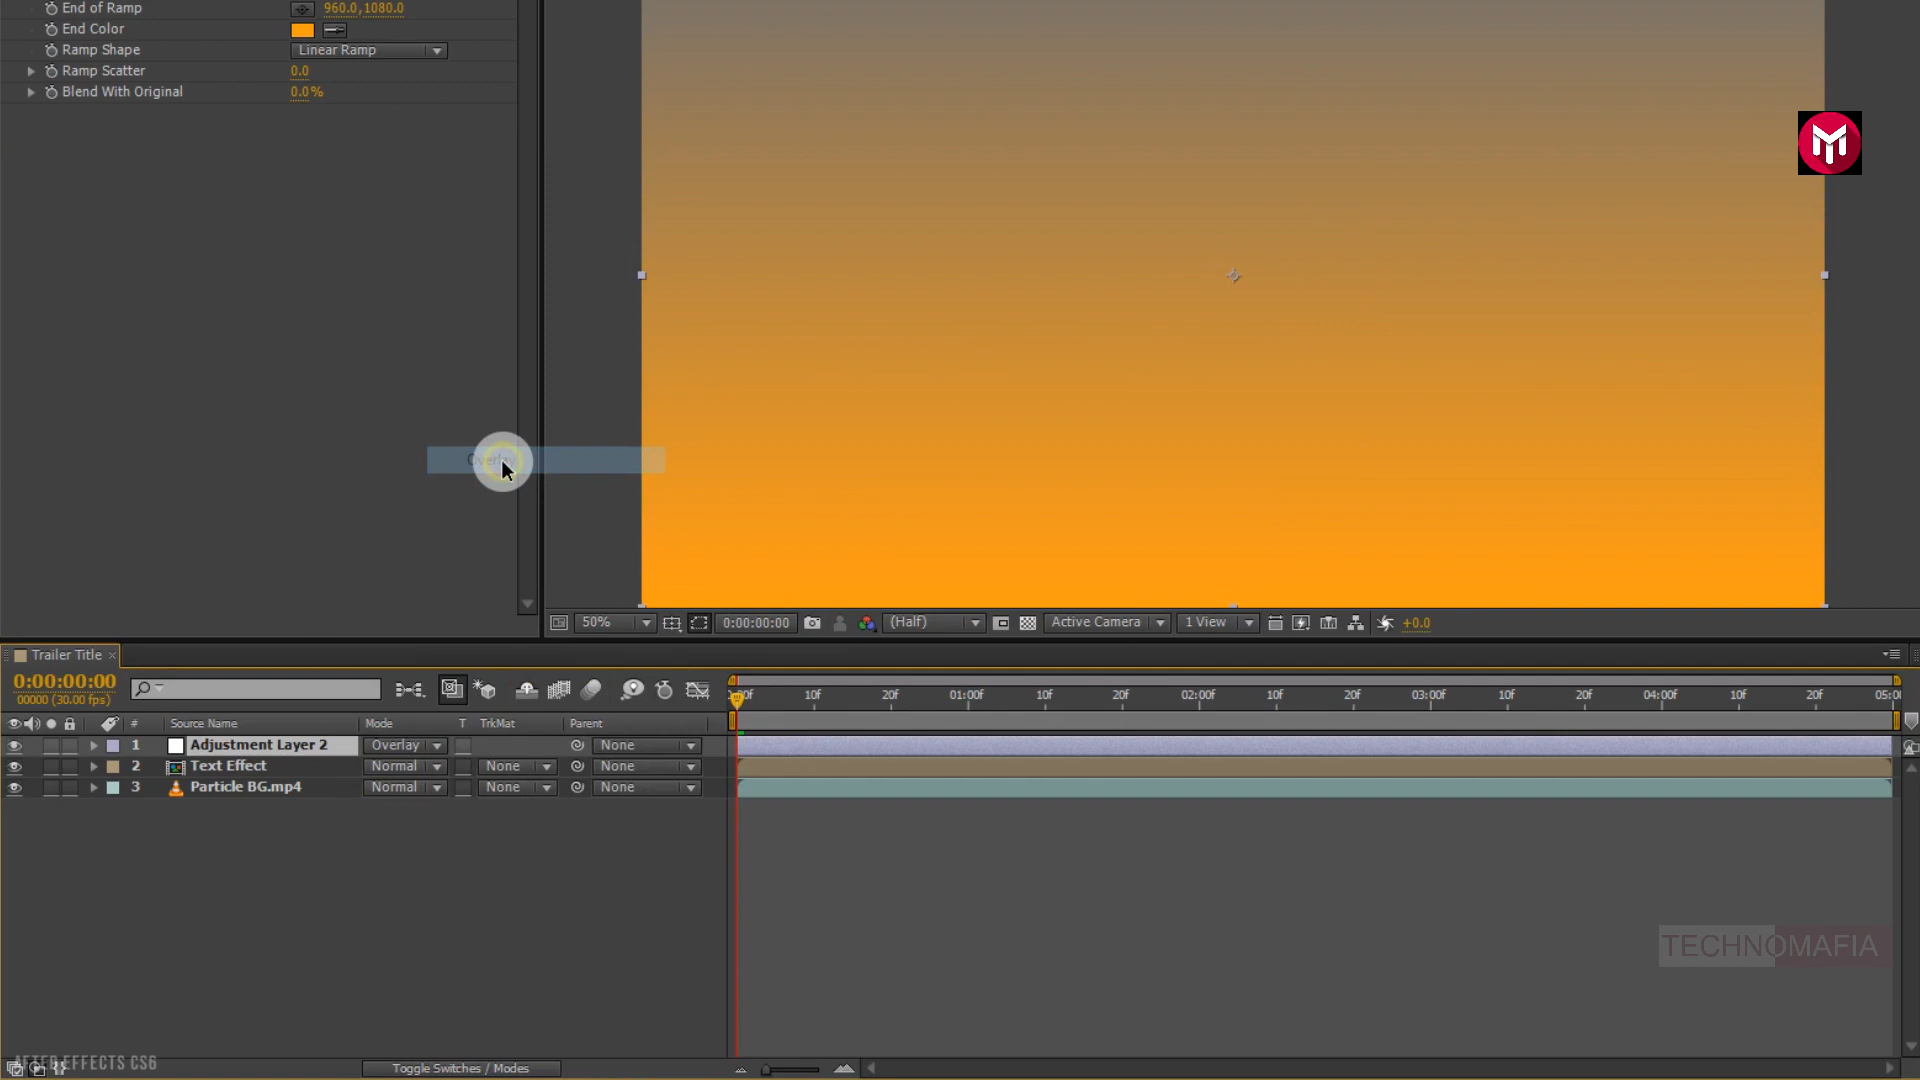 End of Ramp 960.0,1080.0
End Color
Ramp Shape Linear Ramp
Ramp Scatter 0.0
Blend With Original 0.0%
Overlay
50% 0:00:00:00 (Half) Active Camera 1 View +0.0
Trailer Title ×
0:00:00:00
00000 (30.00 fps)
:00f 10f 20f 01:00f 10f 20f 02:00f 10f 20f 03:00f 10f 20f 04:00f 10f 20f 05:00
# Source Name Mode T TrkMat Parent
1 Adjustment Layer 2 Overlay None
2 Text Effect Normal None None
3 Particle BG.mp4 Normal None None
TECHNOMAFIA
AFTER EFFECTS CS6
Toggle Switches / Modes